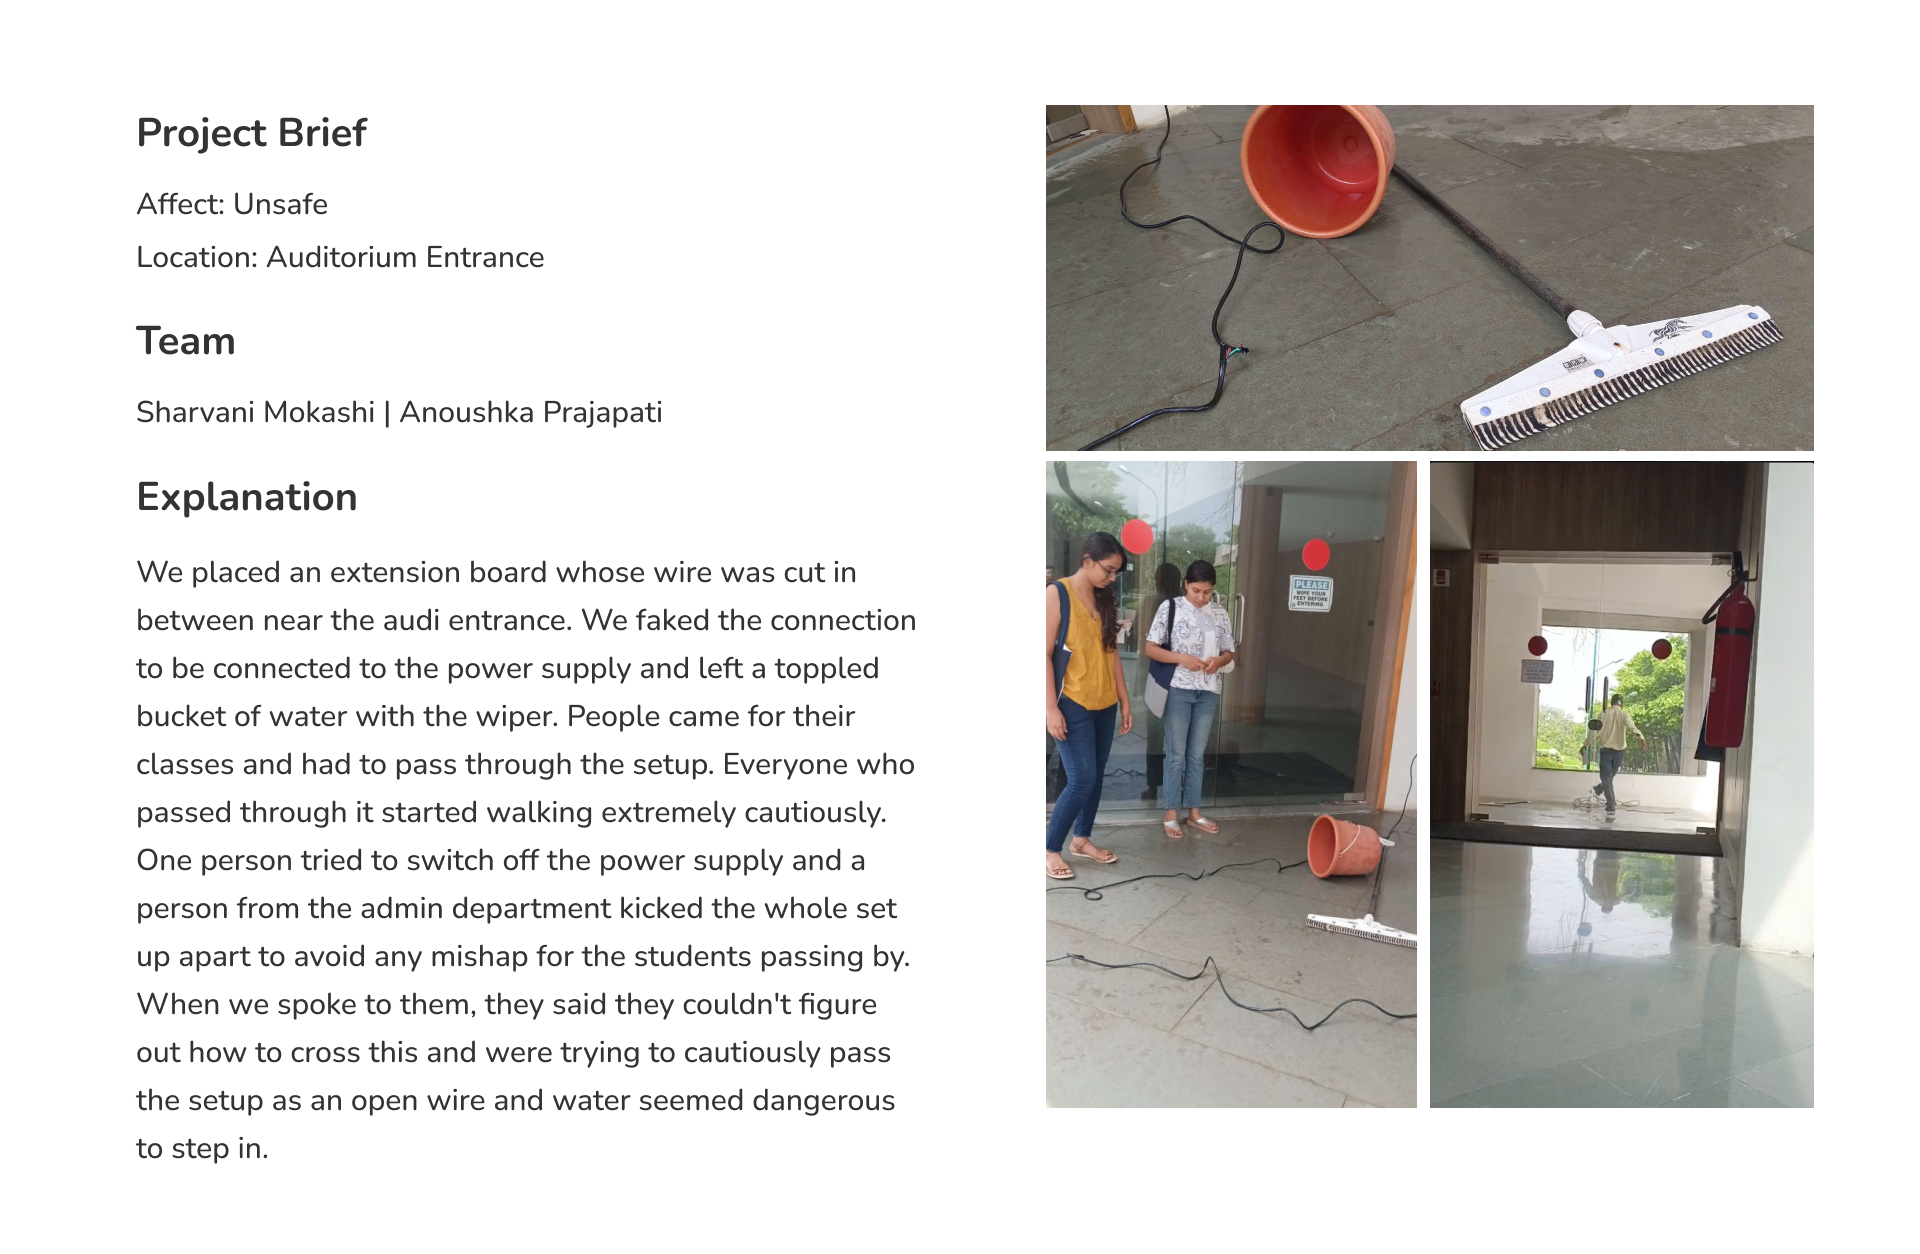 Project Brief
Affect: Unsafe
Location: Auditorium Entrance
Team
Sharvani Mokashi | Anoushka Prajapati
Explanation
We placed an extension board whose wire was cut in
between near the audi entrance. We faked the connection
to be connected to the power supply and left a toppled
bucket of water with the wiper. People came for their
classes and had to pass through the setup. Everyone who
passed through it started walking extremely cautiously.
One person tried to switch off the power supply and a
person from the admin department kicked the whole set
up apart to avoid any mishap for the students passing by.
When we spoke to them, they said they couldn't figure
out how to cross this and were trying to cautiously pass
the setup as an open wire and water seemed dangerous
to step in.
PLEASE
WIPE YOUR
FEET BEFORE
ENTERING